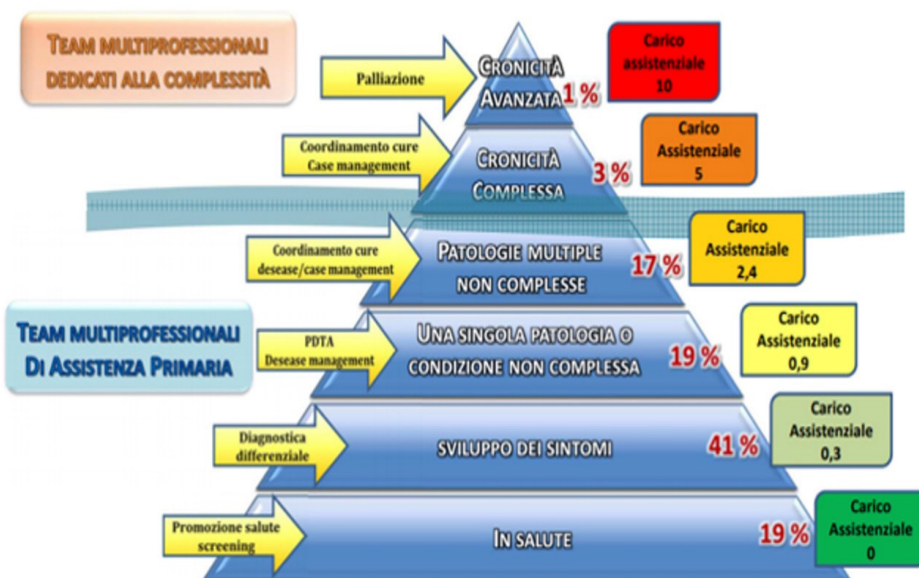 TEAM MULTIPROFESSIONALI
DEDICATI ALLA COMPLESSITÀ
Palliazione
CRONICITÀ
AVANZATA
1 %
Carico
assistenziale
10
Coordinamento cure
Case management
CRONICITÀ
COMPLESSA
3 %
Carico
Assistenziale
5
Coordinamento cure
desease/case management
PATOLOGIE MULTIPLE
NON COMPLESSE
17 %
Carico
Assistenziale
2,4
TEAM MULTIPROFESSIONALI
DI ASSISTENZA PRIMARIA
PDTA
Desease management
UNA SINGOLA PATOLOGIA O
CONDIZIONE NON COMPLESSA
19 %
Carico
Assistenziale
0,9
Diagnostica
differenziale
SVILUPPO DEI SINTOMI
41 %
Carico
Assistenziale
0,3
Promozione salute
screening
IN SALUTE
19 %
Carico
Assistenziale
0